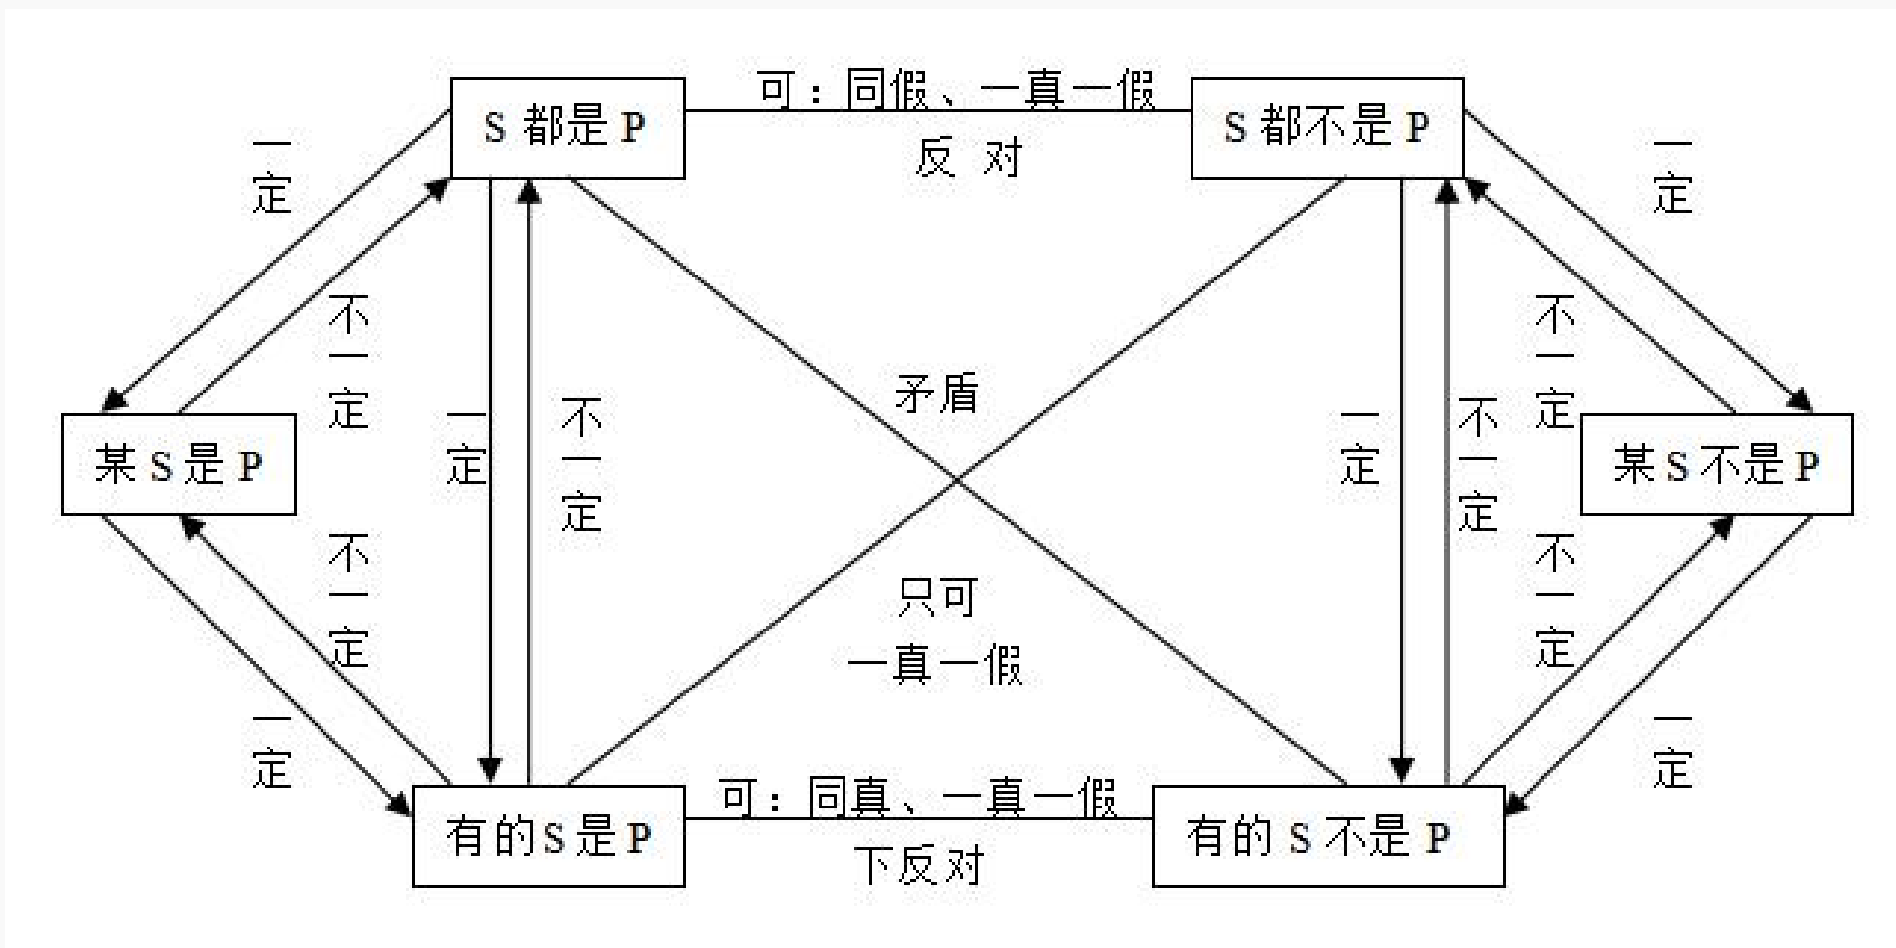 可：同假、一真一假
S 都是 P
S 都不是 P
反 对
一定
一定
不一定
不一定
矛盾
一定
不一定
一定
不一定
某 S 是 P
某 S 不是 P
不一定
不一定
只可
一真一假
一定
一定
可：同真、一真一假
有的 S 是 P
有的 S 不是 P
下反对